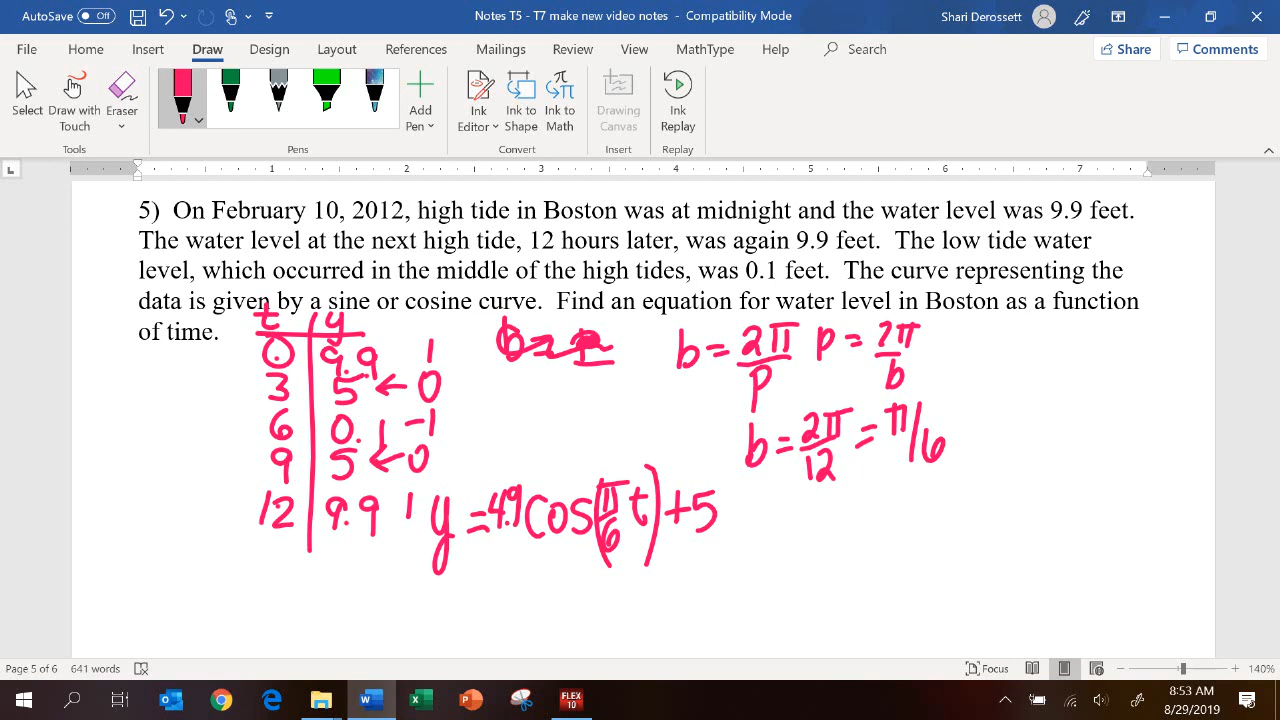 AutoSave Off Notes T5 - T7 make new video notes - Compatibility Mode Shari Derossett
File Home Insert Draw Design Layout References Mailings Review View MathType Help Search Share Comments
Select Draw with Touch Eraser Add Pen Ink Editor Ink to Shape Ink to Math Drawing Canvas Ink Replay
Tools Pens Convert Insert Replay
1 2 3 4 5 6 7
5) On February 10, 2012, high tide in Boston was at midnight and the water level was 9.9 feet.
The water level at the next high tide, 12 hours later, was again 9.9 feet. The low tide water
level, which occurred in the middle of the high tides, was 0.1 feet. The curve representing the
data is given by a sine or cosine curve. Find an equation for water level in Boston as a function
of time.
t y
0 9.9 1
3 5 ← 0
6 0.1 -1
9 5 ← 0
12 9.9 1
b = 2π/p p = 2π/b
b = 2π/12 = π/6
y = 4.9 cos(π/6 t) + 5
Page 5 of 6 641 words Focus 140%
FLEX 10
8:53 AM
8/29/2019